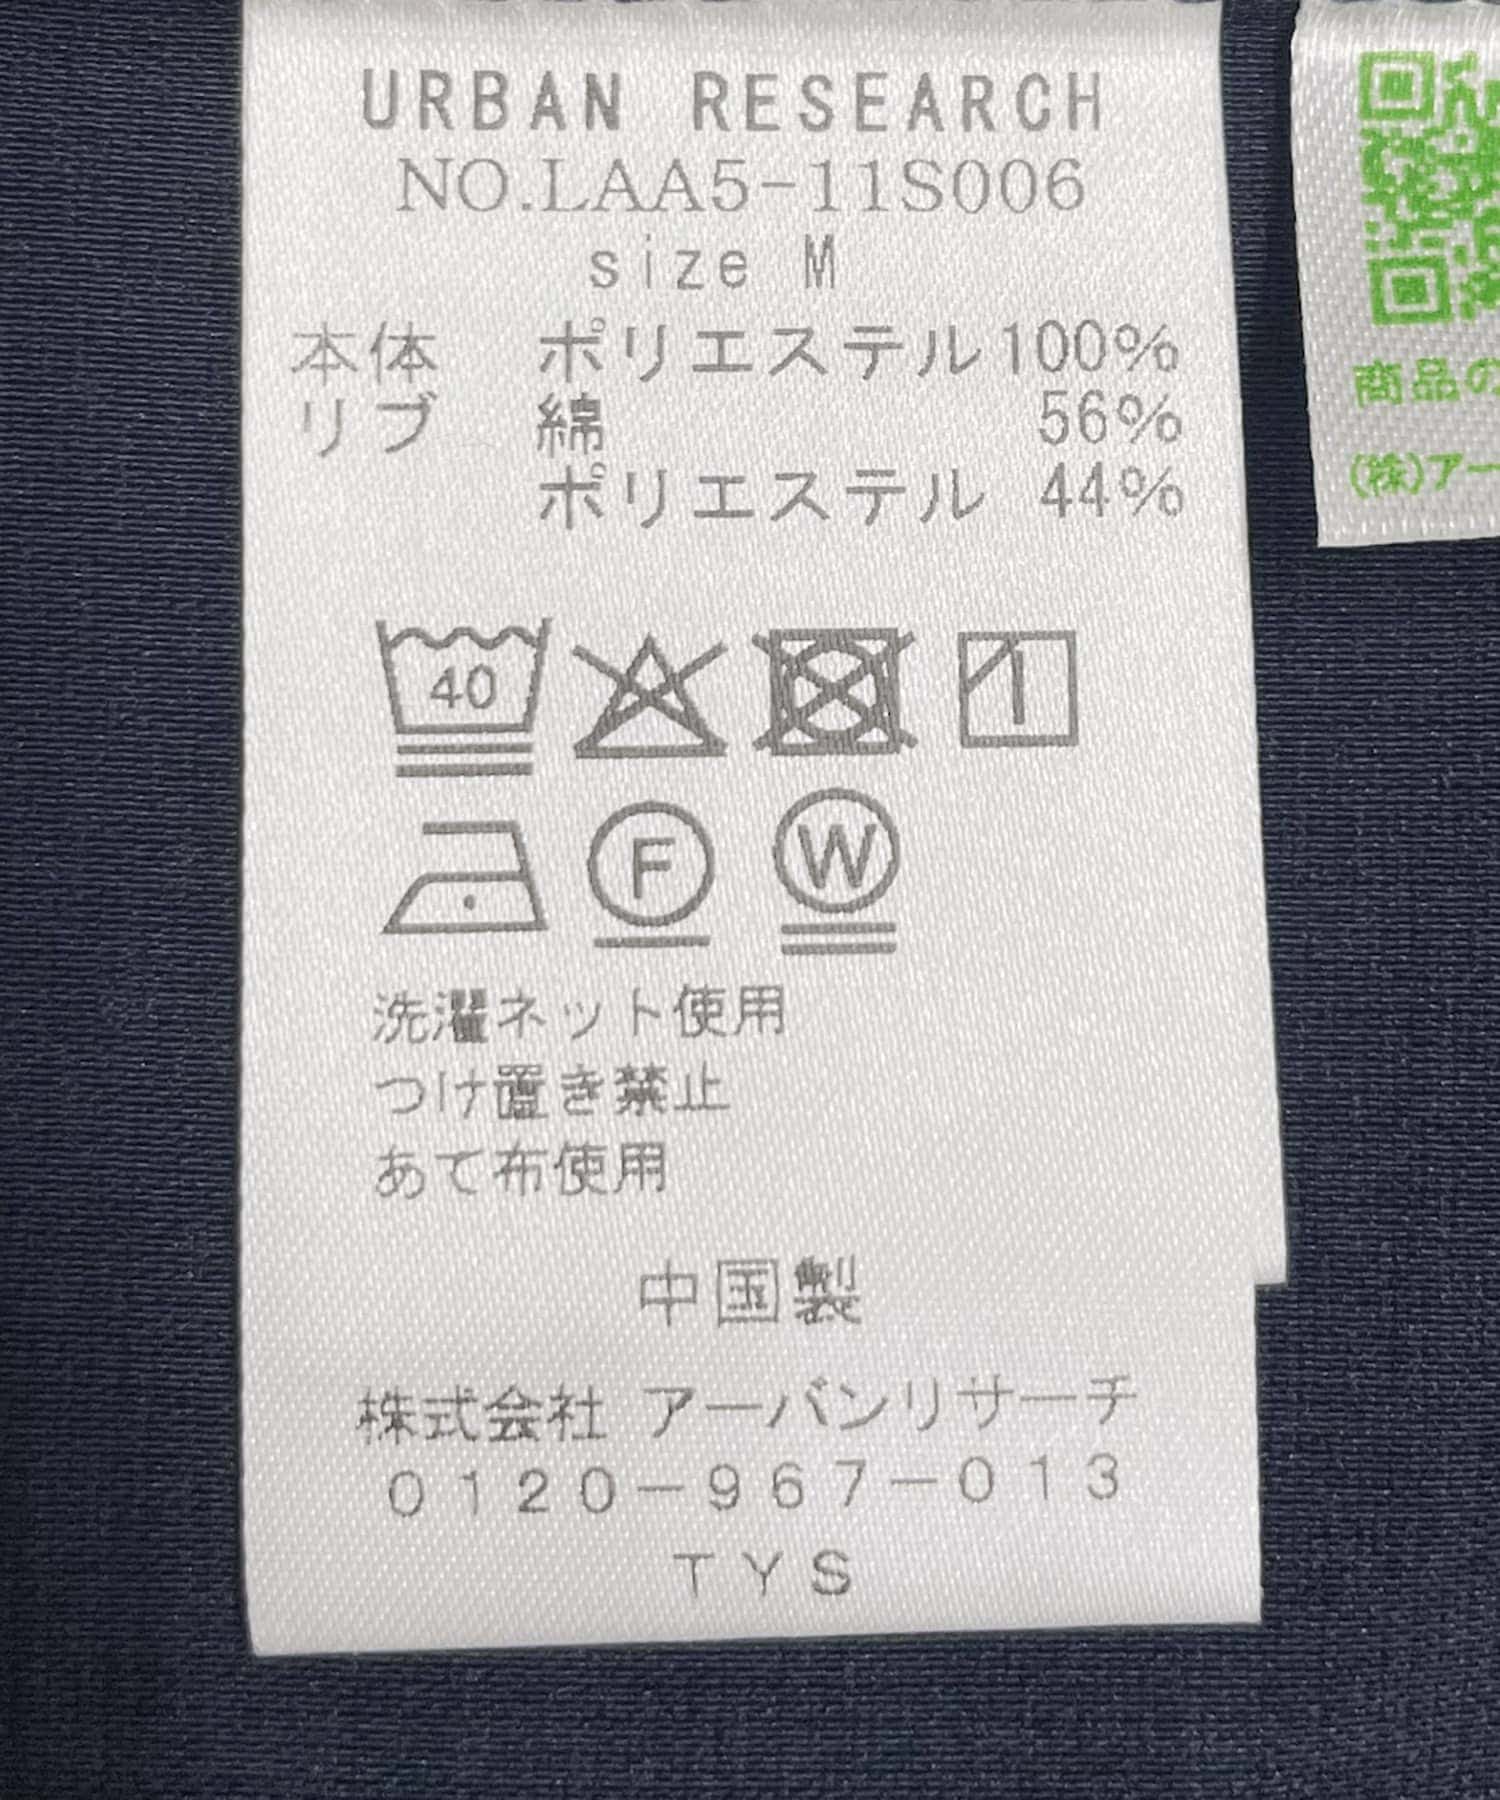 URBAN RESEARCH
NO.LAA5-11S006
size M
本体 ポリエステル100%
リブ 綿 56%
ポリエステル 44%
40
F
W
洗濯ネット使用
つけ置き禁止
あて布使用
中国製
株式会社 アーバンリサーチ
0120-967-013
TYS
商品の
(株)アー